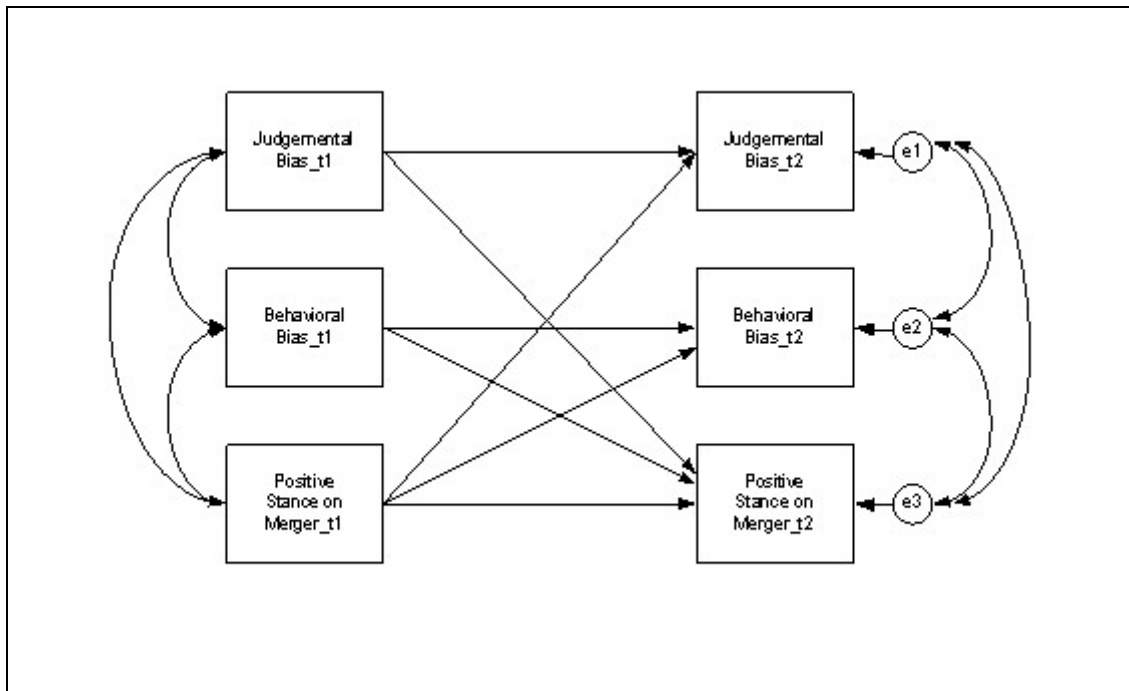 Judgemental
Bias_t1
Judgemental
Bias_t2
e1
Behavioral
Bias_t1
Behavioral
Bias_t2
e2
Positive
Stance on
Merger_t1
Positive
Stance on
Merger_t2
e3